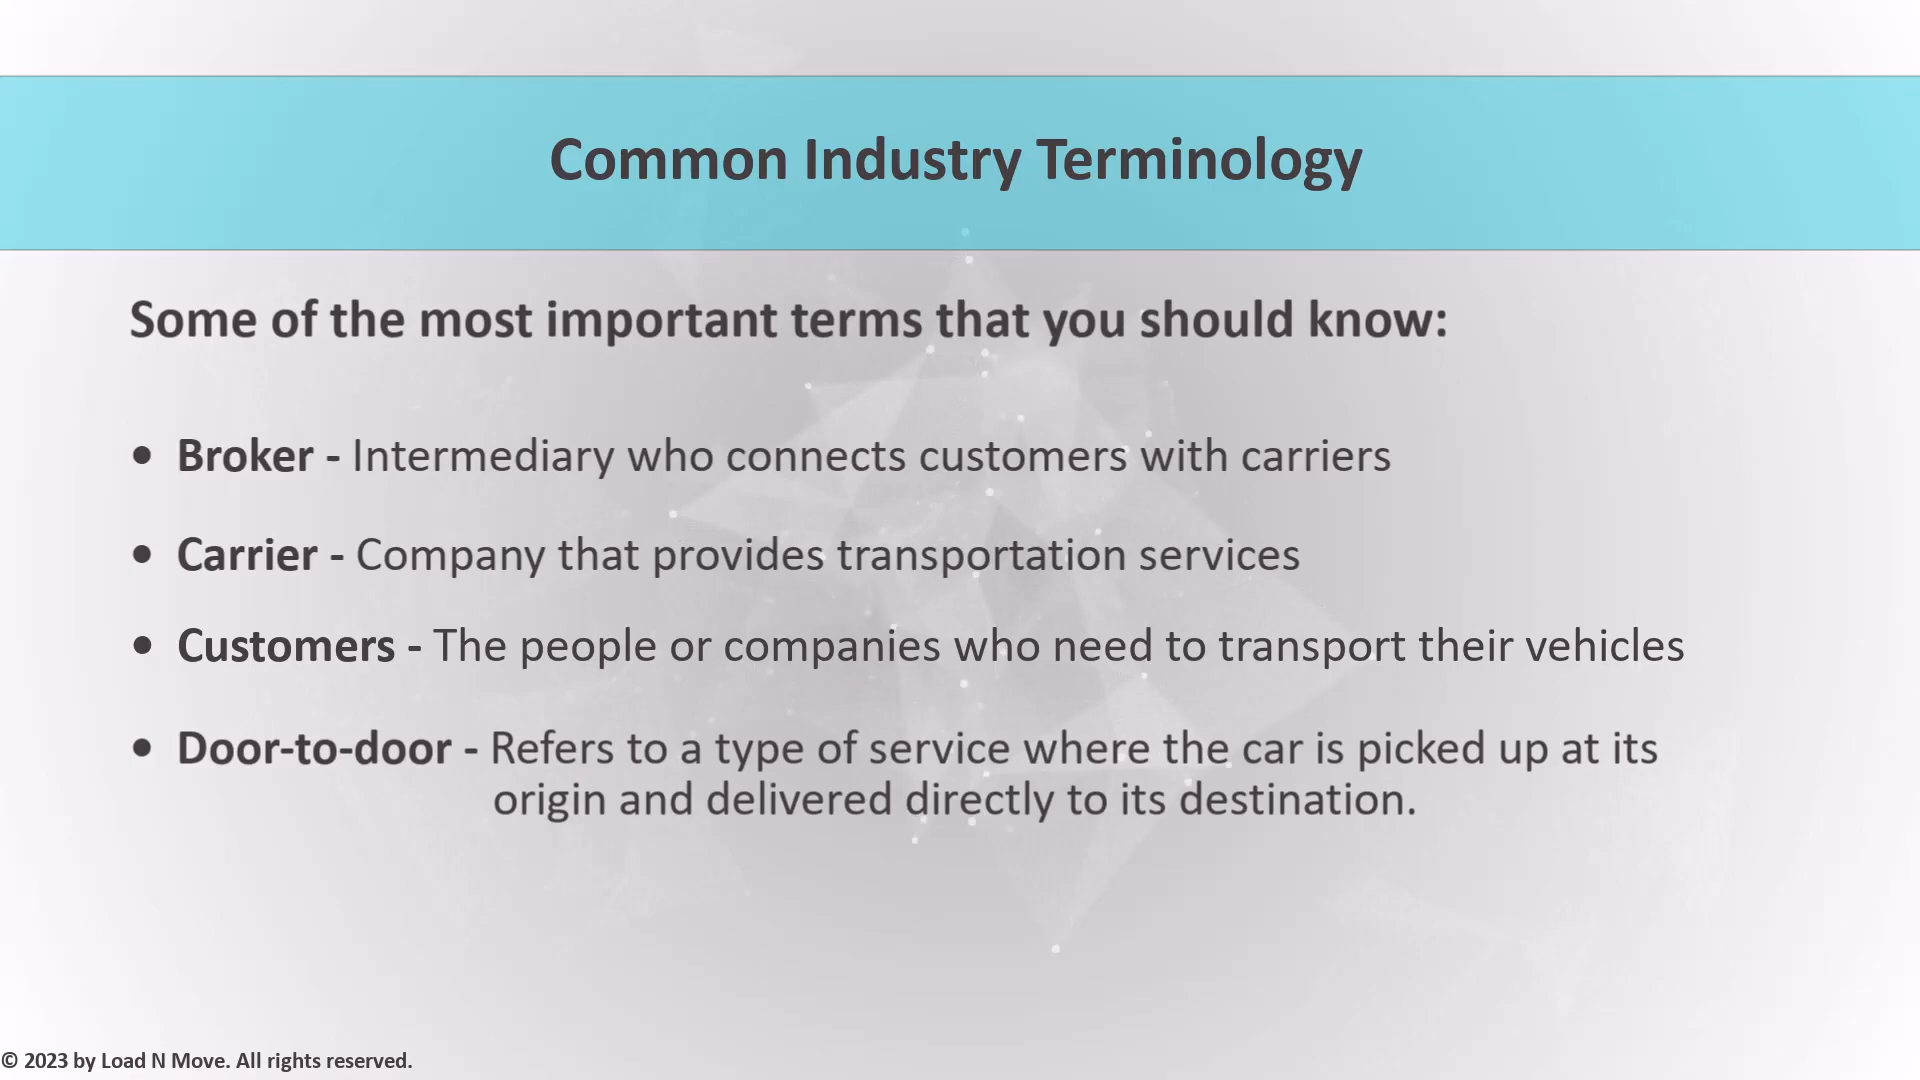 Common Industry Terminology
Some of the most important terms that you should know:
• Broker - Intermediary who connects customers with carriers
• Carrier - Company that provides transportation services
• Customers - The people or companies who need to transport their vehicles
• Door-to-door - Refers to a type of service where the car is picked up at its
origin and delivered directly to its destination.
© 2023 by Load N Move. All rights reserved.